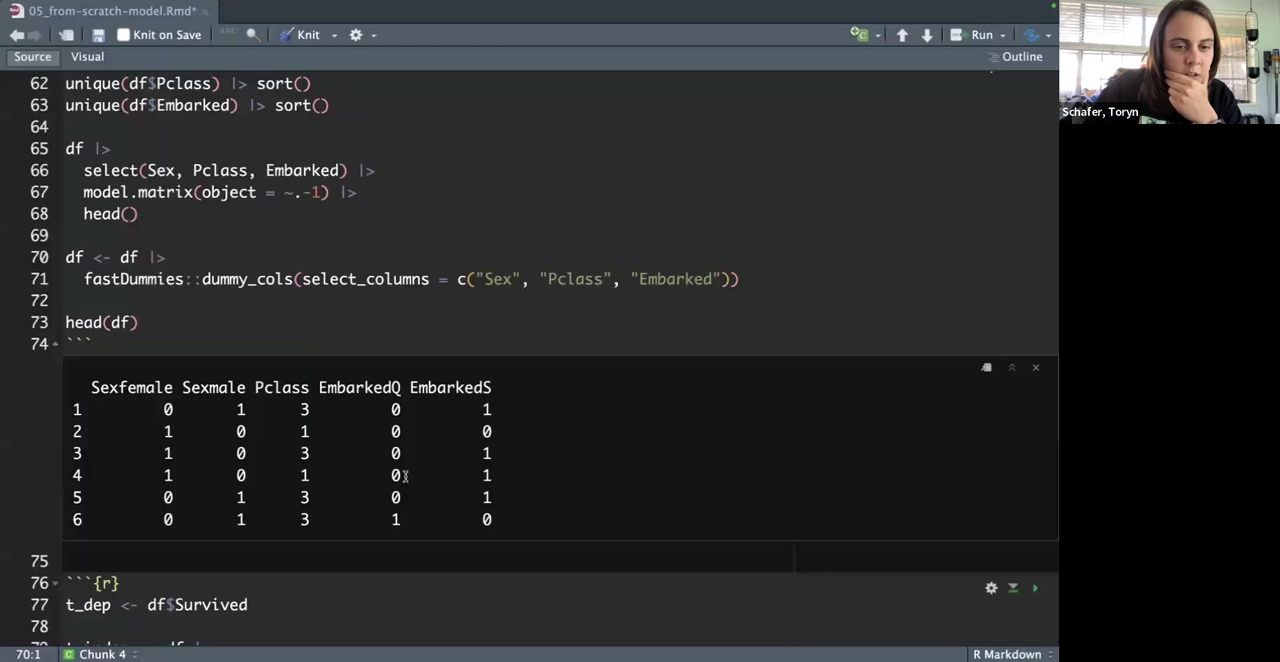 05_from-scratch-model.Rmd*
Knit on Save
ABC
Knit
Run
Source Visual
Outline
62 unique(df$Pclass) |> sort()
63 unique(df$Embarked) |> sort()
64
65 df |>
66 select(Sex, Pclass, Embarked) |>
67 model.matrix(object = ~.-1) |>
68 head()
69
70 df <- df |>
71 fastDummies::dummy_cols(select_columns = c("Sex", "Pclass", "Embarked"))
72
73 head(df)
74 ```
Sexfemale Sexmale Pclass EmbarkedQ EmbarkedS
1 0 1 3 0 1
2 1 0 1 0 0
3 1 0 3 0 1
4 1 0 1 0 1
5 0 1 3 0 1
6 0 1 3 1 0
75
76 ```{r}
77 t_dep <- df$Survived
78
70:1 Chunk 4
R Markdown
Schafer, Toryn